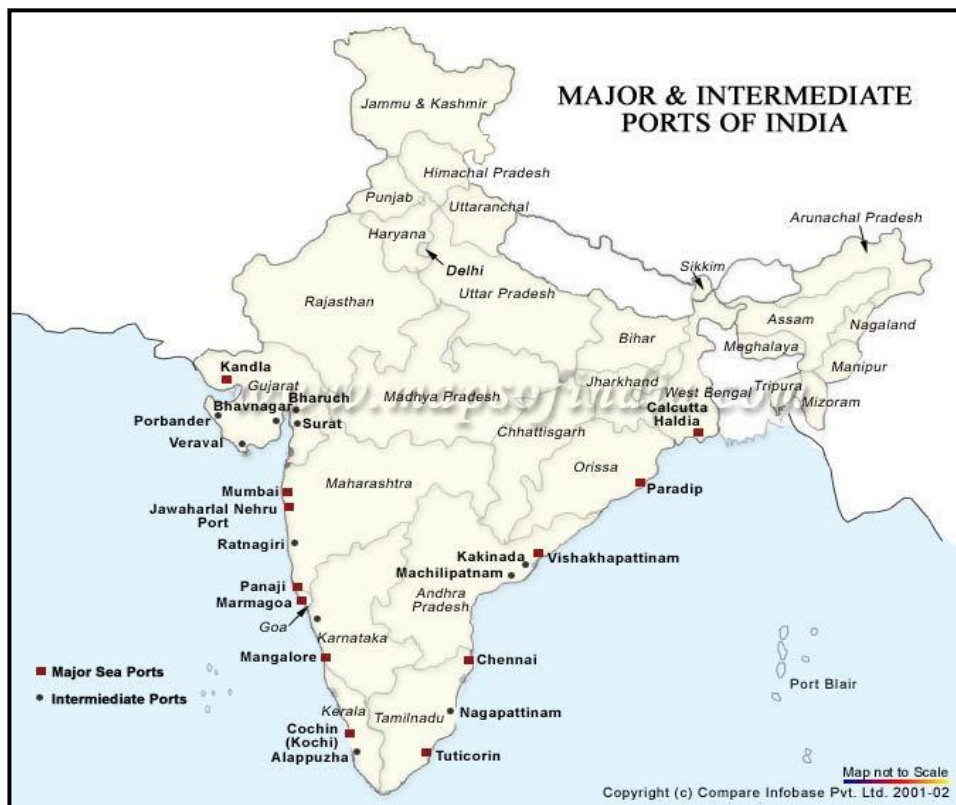 MAJOR & INTERMEDIATE
PORTS OF INDIA
Jammu & Kashmir
Himachal Pradesh
Punjab
Uttaranchal
Haryana
Delhi
Arunachal Pradesh
Sikkim
Rajasthan
Uttar Pradesh
Assam
Nagaland
Bihar
Meghalaya
Manipur
Kandla
Gujarat
Jharkhand
West Bengal
Tripura
Mizoram
www.mapsofindia.com
Madhya Pradesh
Bhavnagar
Bharuch
Calcutta
Haldia
Porbander
Surat
Chhattisgarh
Veraval
Orissa
Maharashtra
Mumbai
Paradip
Jawaharlal Nehru
Port
Ratnagiri
Kakinada
Vishakhapattinam
Machilipatnam
Panaji
Andhra
Pradesh
Marmagoa
Goa
Karnataka
Mangalore
Chennai
Major Sea Ports
Intermiediate Ports
Port Blair
Kerala
Tamilnadu
Nagapattinam
Cochin
(Kochi)
Alappuzha
Tuticorin
Map not to Scale
Copyright (c) Compare Infobase Pvt. Ltd. 2001-02